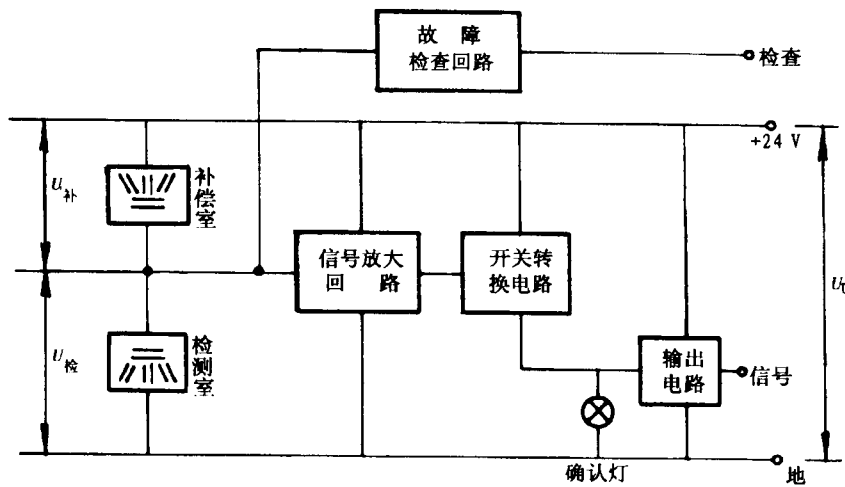 故 障
检查回路
检查
+24 V
U补
补偿室
信号放大
回 路
开关转
换电路
U检
检测室
输出
电路
信号
确认灯
地